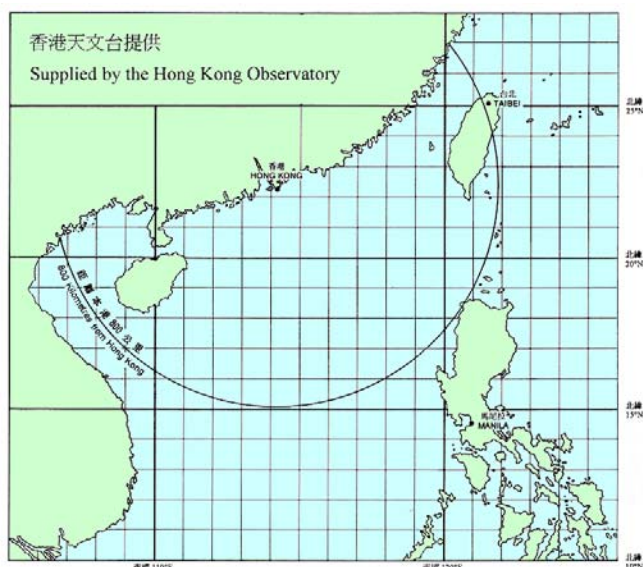 香港天文台提供
Supplied by the Hong Kong Observatory
台北
TAIBEI
北緯
25°N
香港
HONG KONG
北緯
20°N
距離本港800公里
800 Kilometres from Hong Kong
北緯
15°N
馬尼拉
MANILA
北緯
10°N